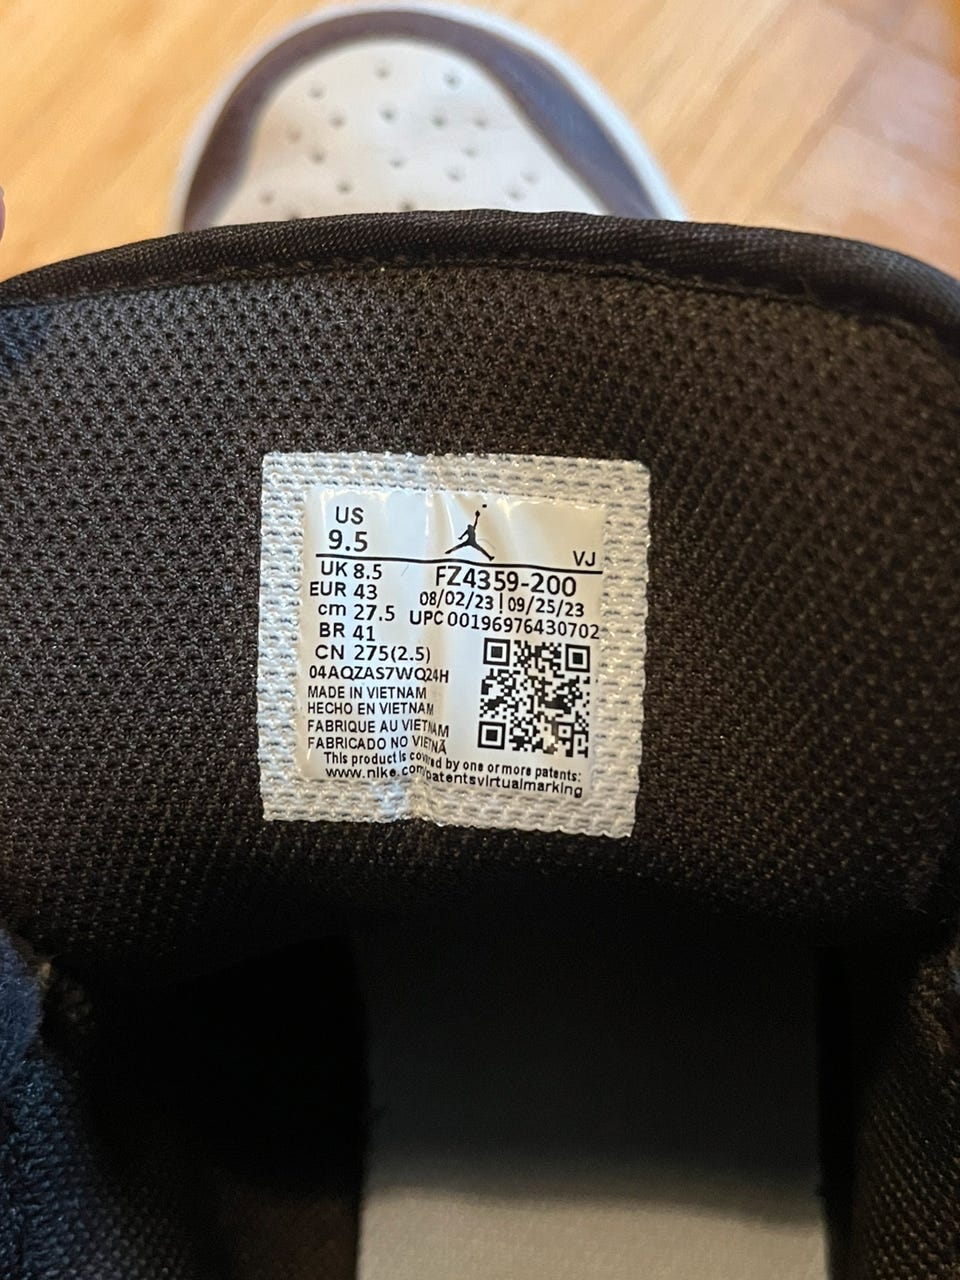 US
9.5
VJ
UK 8.5
EUR 43
cm 27.5
BR 41
CN 275(2.5)
FZ4359-200
08/02/23 | 09/25/23
UPC 00196976430702
04AQZAS7WQ24H
MADE IN VIETNAM
HECHO EN VIETNAM
FABRIQUE AU VIETNAM
FABRICADO NO VIETNÃ
This product is covered by one or more patents:
www.nike.com/patentsvirtualmarking